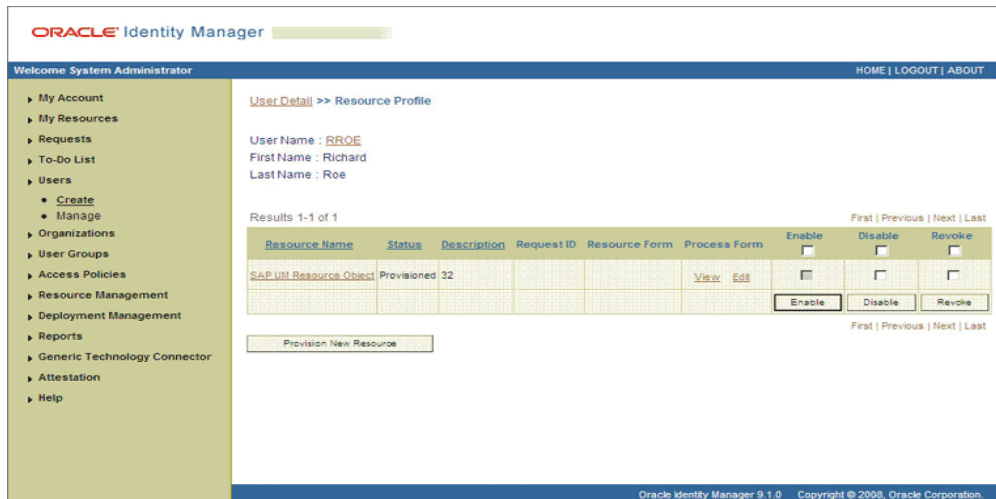 ORACLE® Identity Manager
Welcome System Administrator
HOME | LOGOUT | ABOUT
My Account
My Resources
Requests
To-Do List
Users
Create
Manage
Organizations
User Groups
Access Policies
Resource Management
Deployment Management
Reports
Generic Technology Connector
Attestation
Help
User Detail >> Resource Profile
User Name : RROE
First Name : Richard
Last Name : Roe
Results 1-1 of 1
First | Previous | Next | Last
Resource Name Status Description Request ID Resource Form Process Form Enable Disable Revoke
SAP UM Resource Object Provisioned 32 View Edit
Enable Disable Revoke
First | Previous | Next | Last
Provision New Resource
Oracle Identity Manager 9.1.0 Copyright © 2008, Oracle Corporation.